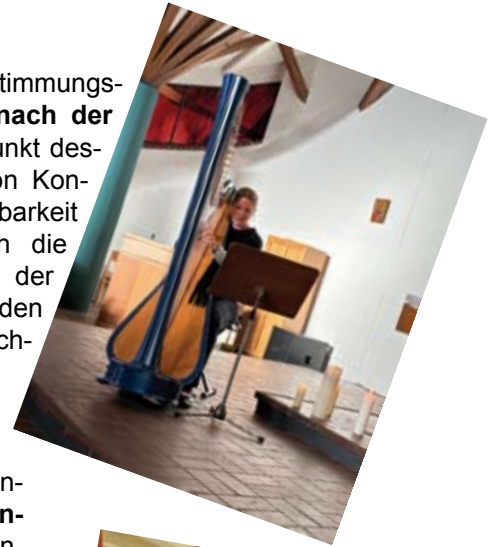 timmungs-
nach der
unkt des-
on Kon-
barkeit
h die
der
den
ch-
n-
n-
n